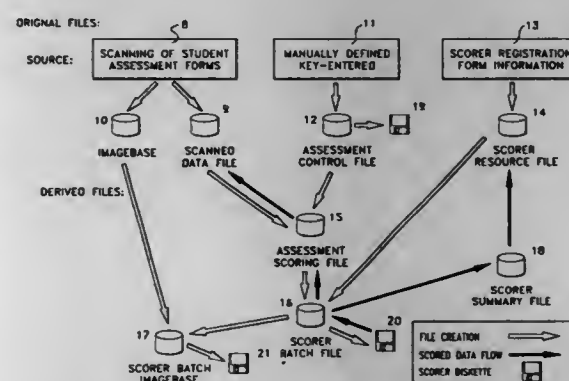 ORIGNAL FILES:
8
11
13
SOURCE:
SCANNING OF STUDENT
ASSESSMENT FORMS
MANUALLY DEFINED
KEY-ENTERED
SCORER REGISTRATION
FORM INFORMATION
10
9
12
19
14
IMAGEBASE
SCANNED
DATA FILE
ASSESSMENT
CONTROL FILE
SCORER
RESOURCE FILE
DERIVED FILES:
15
ASSESSMENT
SCORING FILE
18
SCORER
SUMMARY FILE
16
20
17
SCORER
BATCH FILE
21
SCORER BATCH
IMAGEBASE
FILE CREATION
SCORED DATA FLOW
SCORER DISKETTE